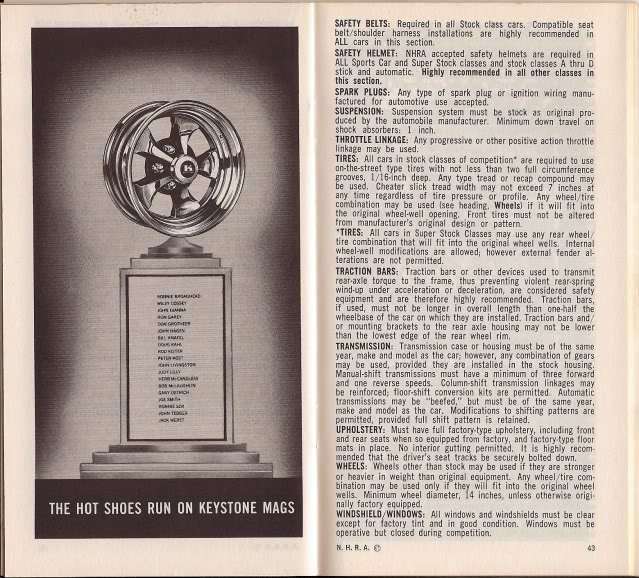 K
RONNIE BROADHEAD
WILEY COSSEY
JOHN DIANNA
RON GAREY
DON GROTHEER
JOHN HAGEN
BILL KNAFEL
DOUG KAHL
ROD KOTER
PETER KOST
JOHN LIVINGSTON
JUDY LILLY
HERB McCANDLESS
BOB McLAUGHLIN
GARY OSTRICH
JOE SMITH
RONNIE SOX
JOHN TEDDER
JACK WERST
THE HOT SHOES RUN ON KEYSTONE MAGS
SAFETY BELTS: Required in all Stock class cars. Compatible seat
belt/shoulder harness installations are highly recommended in
ALL cars in this section.
SAFETY HELMET: NHRA accepted safety helmets are required in
ALL Sports Car and Super Stock classes and stock classes A thru D
stick and automatic. Highly recommended in all other classes in
this section.
SPARK PLUGS: Any type of spark plug or ignition wiring manu-
factured for automotive use accepted.
SUSPENSION: Suspension system must be stock as original pro-
duced by the automobile manufacturer. Minimum down travel on
shock absorbers: 1 inch.
THROTTLE LINKAGE: Any progressive or other positive action throttle
linkage may be used.
TIRES: All cars in stock classes of competition* are required to use
on-the-street type tires with not less than two full circumference
grooves, 1/16-inch deep. Any type tread or recap compound may
be used. Cheater slick tread width may not exceed 7 inches at
any time regardless of tire pressure or profile. Any wheel/tire
combination may be used (see heading, Wheels) if it will fit into
the original wheel-well opening. Front tires must not be altered
from manufacturer's original design or pattern.
*TIRES: All cars in Super Stock Classes may use any rear wheel/
tire combination that will fit into the original wheel wells. Internal
wheel-well modifications are allowed; however external fender al-
terations are not permitted.
TRACTION BARS: Traction bars or other devices used to transmit
rear-axle torque to the frame, thus preventing violent rear-spring
wind-up under acceleration or deceleration, are considered safety
equipment and are therefore highly recommended. Traction bars,
if used, must not be longer in overall length than one-half the
wheelbase of the car on which they are installed. Traction bars and/
or mounting brackets to the rear axle housing may not be lower
than the lowest edge of the rear wheel rim.
TRANSMISSION: Transmission case or housing must be of the same
year, make and model as the car; however, any combination of gears
may be used, provided they are installed in the stock housing.
Manual-shift transmissions must have a minimum of three forward
and one reverse speeds. Column-shift transmission linkages may
be reinforced; floor-shift conversion kits are permitted. Automatic
transmissions may be "beefed," but must be of the same year,
make and model as the car. Modifications to shifting patterns are
permitted, provided full shift pattern is retained.
UPHOLSTERY: Must have full factory-type upholstery, including front
and rear seats when so equipped from factory, and factory-type floor
mats in place. No interior gutting permitted. It is highly recom-
mended that the driver's seat tracks be securely bolted down.
WHEELS: Wheels other than stock may be used if they are stronger
or heavier in weight than original equipment. Any wheel/tire com-
bination may be used only if they will fit into the original wheel
wells. Minimum wheel diameter, 14 inches, unless otherwise origi-
nally factory equipped.
WINDSHIELD/WINDOWS: All windows and windshields must be clear
except for factory tint and in good condition. Windows must be
operative but closed during competition.
N. H. R. A. ©
43